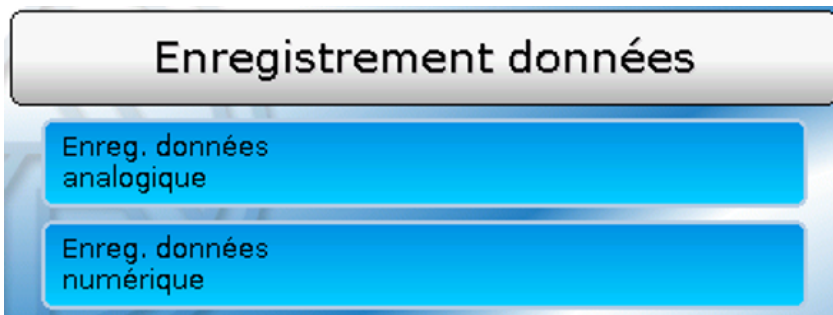 Enregistrement données
Enreg. données
analogique
Enreg. données
numérique